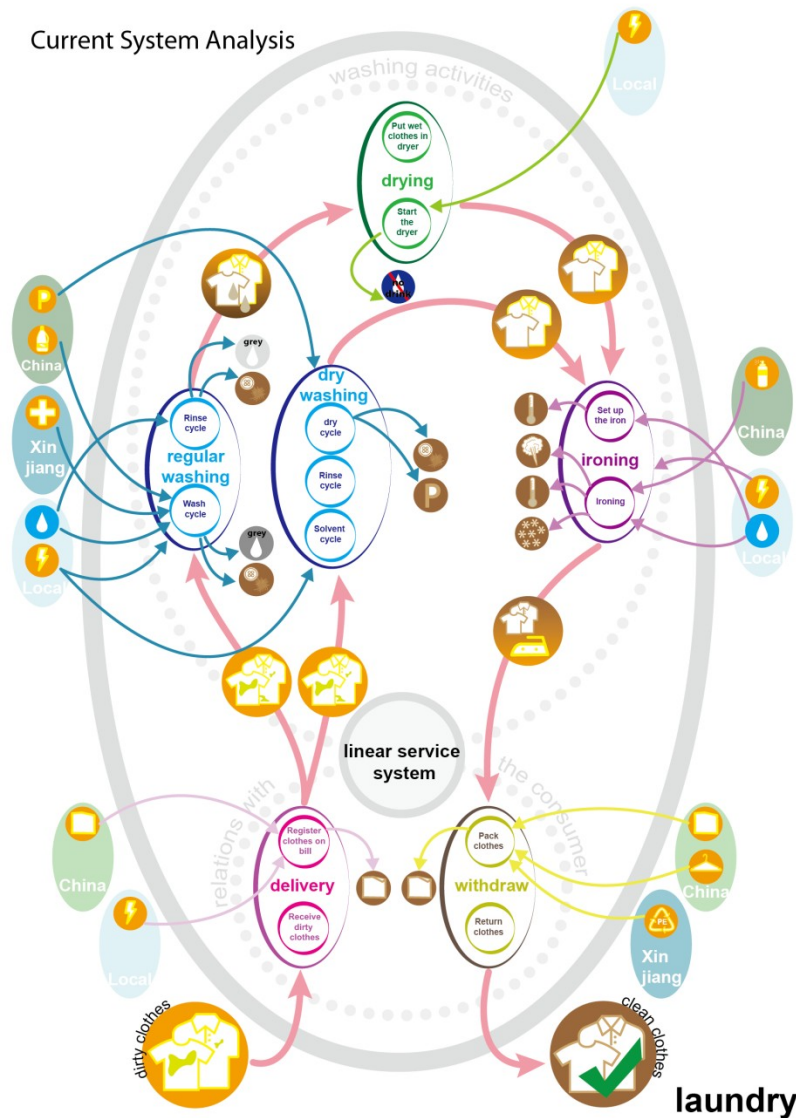 Current System Analysis
washing activities
Local
Put wet
clothes in
dryer
drying
Start
the
dryer
no
drink
P
China
grey
dry
washing
Rinse
cycle
regular
washing
Wash
cycle
grey
dry
cycle
Rinse
cycle
Solvent
cycle
P
Xin
jiang
Local
Set up
the iron
ironing
Ironing
China
Local
linear service
system
relations with
the consumer
Register
clothes on
bill
delivery
Receive
dirty
clothes
China
Local
Pack
clothes
withdraw
Return
clothes
China
PE
Xin
jiang
dirty clothes
clean clothes
laundry